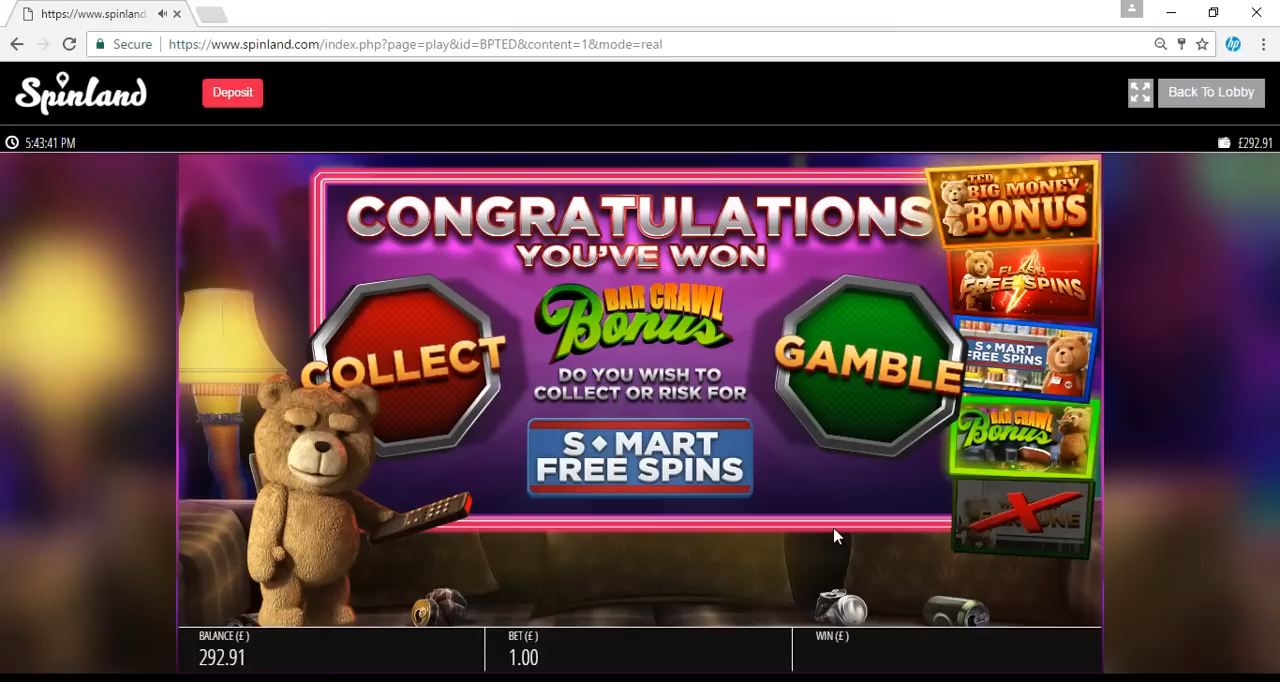 https://www.spinland
Secure
https://www.spinland.com/index.php?page=play&id=BPTED&content=1&mode=real
Spinland
Deposit
Back To Lobby
5:43:41 PM
£292.91
CONGRATULATIONS
YOU'VE WON
BAR CRAWL
Bonus
COLLECT
GAMBLE
DO YOU WISH TO
COLLECT OR RISK FOR
S♦MART
FREE SPINS
TED
BIG MONEY
BONUS
FLASH
FREE SPINS
S♦MART
FREE SPINS
BAR CRAWL
Bonus
BALANCE (£ )
292.91
BET (£ )
1.00
WIN (£ )